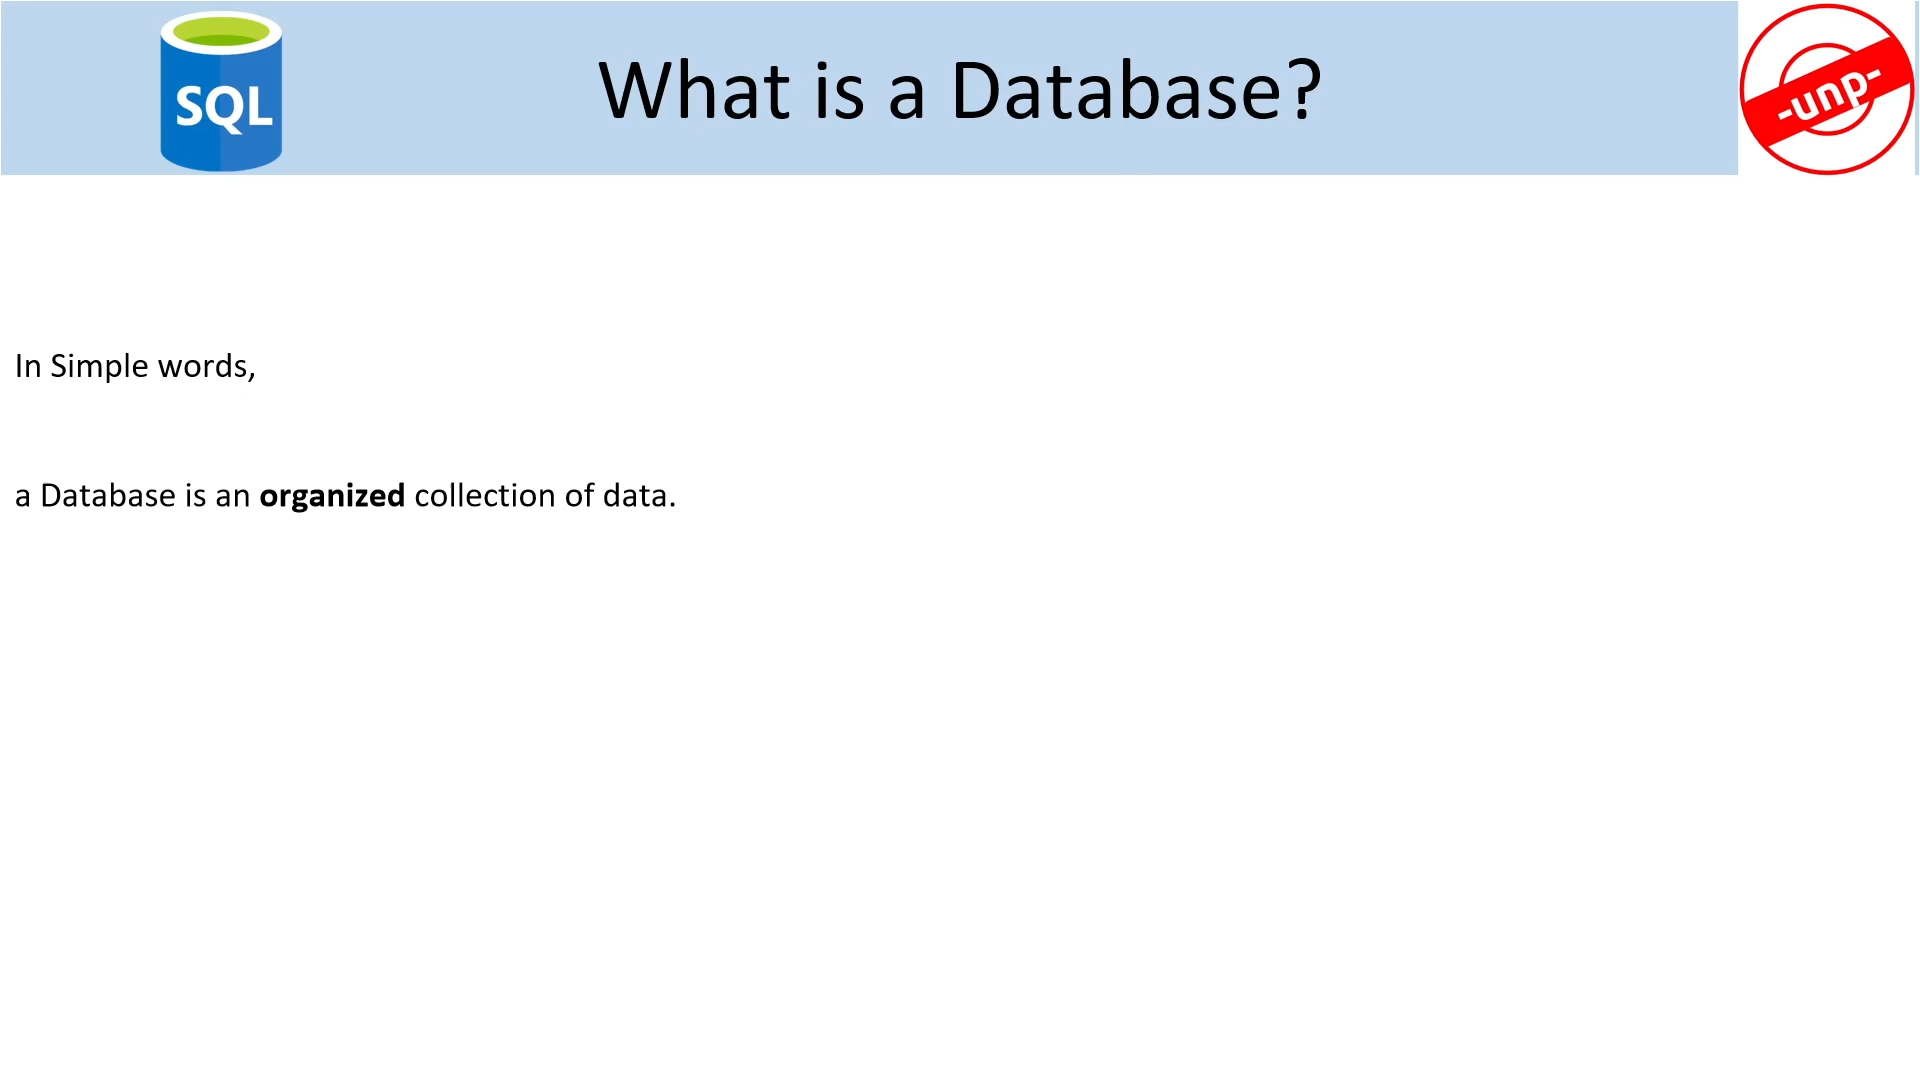 SQL
What is a Database?
-unp-
In Simple words,
a Database is an organized collection of data.